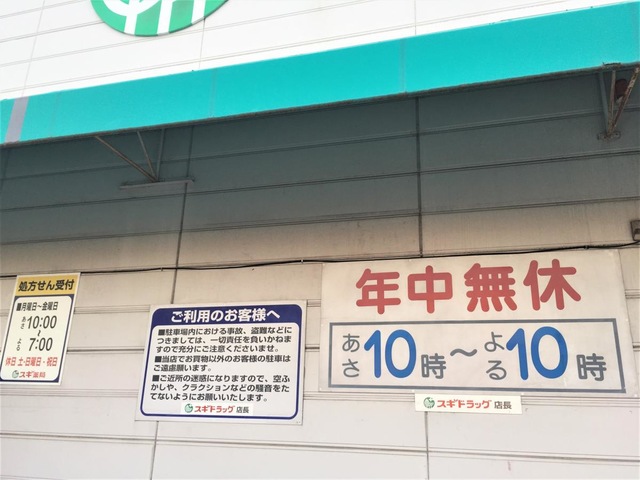 処方せん受付
■月曜日～金曜日
あさ 10:00
～
よる 7:00
休日 土・日曜日・祝日
スギ薬局
ご利用のお客様へ
■駐車場内における事故、盗難などに
つきましては、一切責任を負いかねま
すので充分にご注意くださいませ。
■当店でお買物以外のお客様の駐車は
ご遠慮願います。
■ご近所の迷惑になりますので、空ふ
かしや、クラクションなどの騒音をた
てないようにお願いいたします。
スギドラッグ 店長
年中無休
あさ10時～よる10時
スギドラッグ 店長